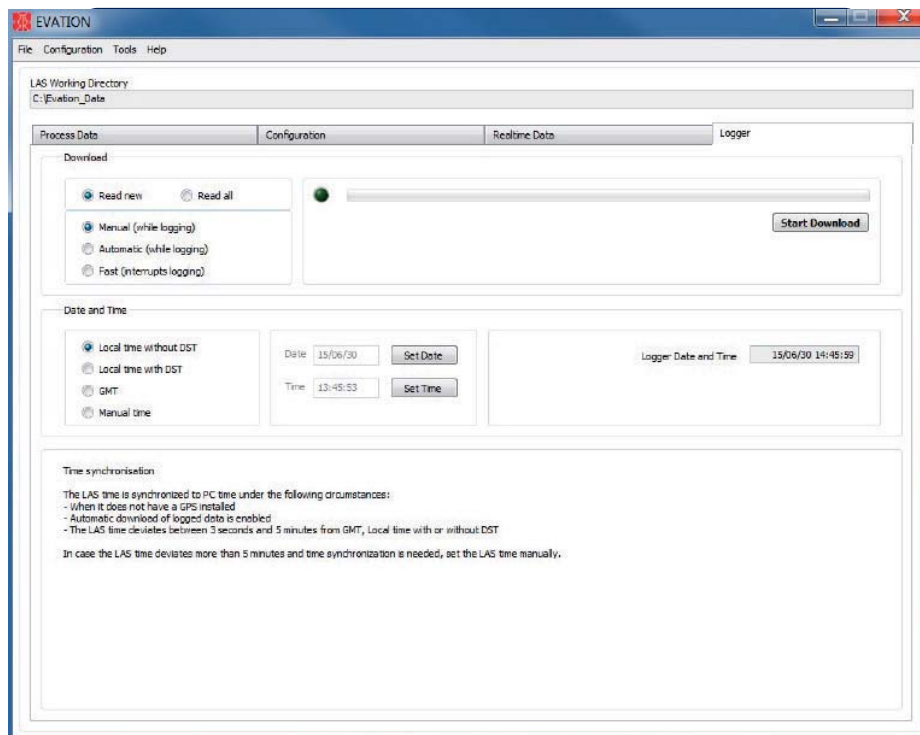 EVATION
File Configuration Tools Help
LAS Working Directory
C:\Evation_Data
Process Data Configuration Realtime Data Logger
Download
Read new Read all
Manual (while logging)
Start Download
Automatic (while logging)
Fast (interrupts logging)
Date and Time
Local time without DST
Date 15/06/30 Set Date
Logger Date and Time 15/06/30 14:45:59
Local time with DST
GMT
Time 13:45:53 Set Time
Manual time
Time synchronisation
The LAS time is synchronized to PC time under the following circumstances:
- When it does not have a GPS installed
- Automatic download of logged data is enabled
- The LAS time deviates between 3 seconds and 5 minutes from GMT, Local time with or without DST
In case the LAS time deviates more than 5 minutes and time synchronization is needed, set the LAS time manually.